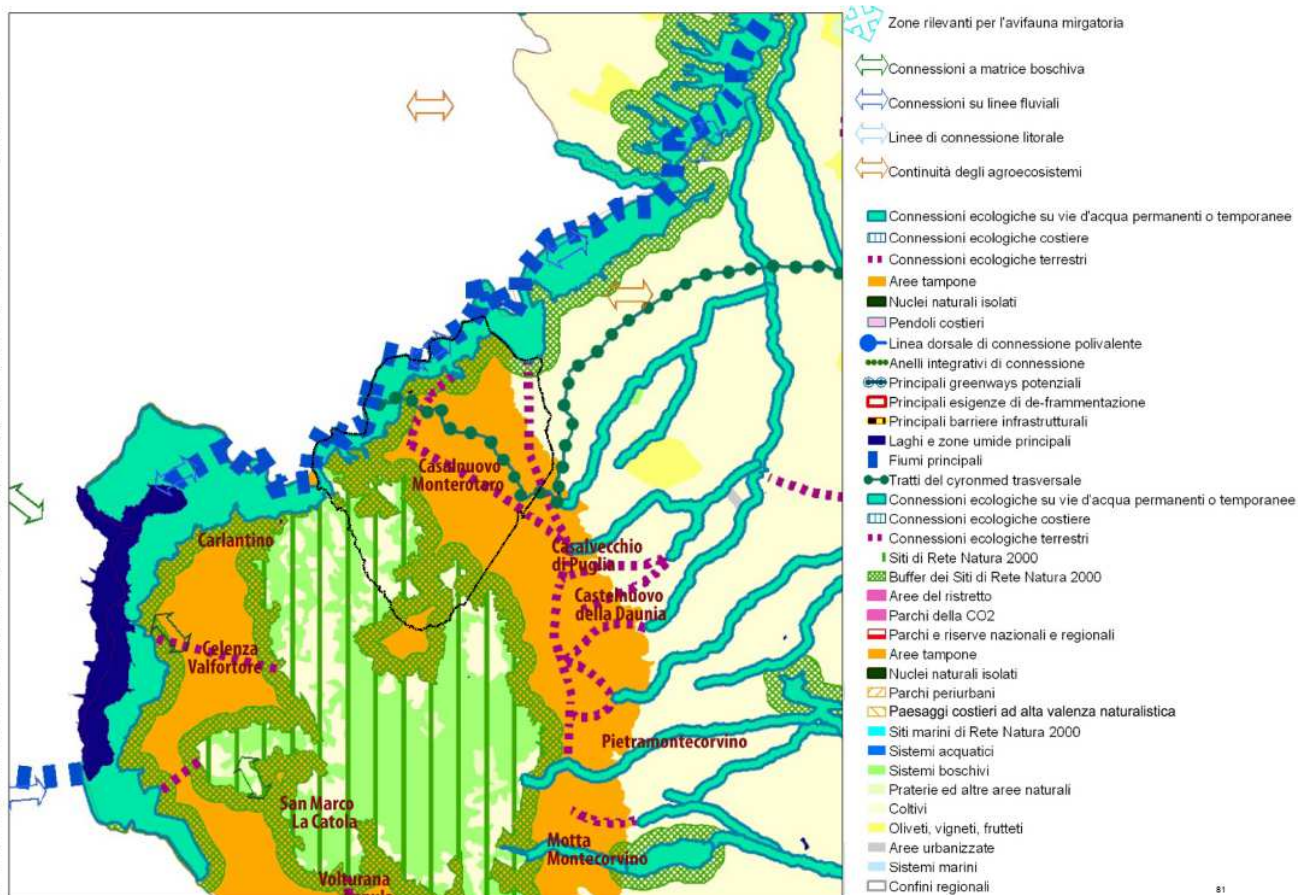 Casalnuovo
Monterotaro
Carlantino
Casalvecchio
di Puglia
Castelnuovo
della Daunia
Celenza
Valfortore
Pietramontecorvino
San Marco
La Catola
Motta
Montecorvino
Volturana
Zone rilevanti per l'avifauna mirgatoria
Connessioni a matrice boschiva
Connessioni su linee fluviali
Linee di connessione litorale
Continuità degli agroecosistemi
Connessioni ecologiche su vie d'acqua permanenti o temporanee
Connessioni ecologiche costiere
Connessioni ecologiche terrestri
Aree tampone
Nuclei naturali isolati
Pendoli costieri
Linea dorsale di connessione polivalente
Anelli integrativi di connessione
Principali greenways potenziali
Principali esigenze di de-frammentazione
Principali barriere infrastrutturali
Laghi e zone umide principali
Fiumi principali
Tratti del cyronmed trasversale
Connessioni ecologiche su vie d'acqua permanenti o temporanee
Connessioni ecologiche costiere
Connessioni ecologiche terrestri
Siti di Rete Natura 2000
Buffer dei Siti di Rete Natura 2000
Aree del ristretto
Parchi della CO2
Parchi e riserve nazionali e regionali
Aree tampone
Nuclei naturali isolati
Parchi periurbani
Paesaggi costieri ad alta valenza naturalistica
Siti marini di Rete Natura 2000
Sistemi acquatici
Sistemi boschivi
Praterie ed altre aree naturali
Coltivi
Oliveti, vigneti, frutteti
Aree urbanizzate
Sistemi marini
Confini regionali
81